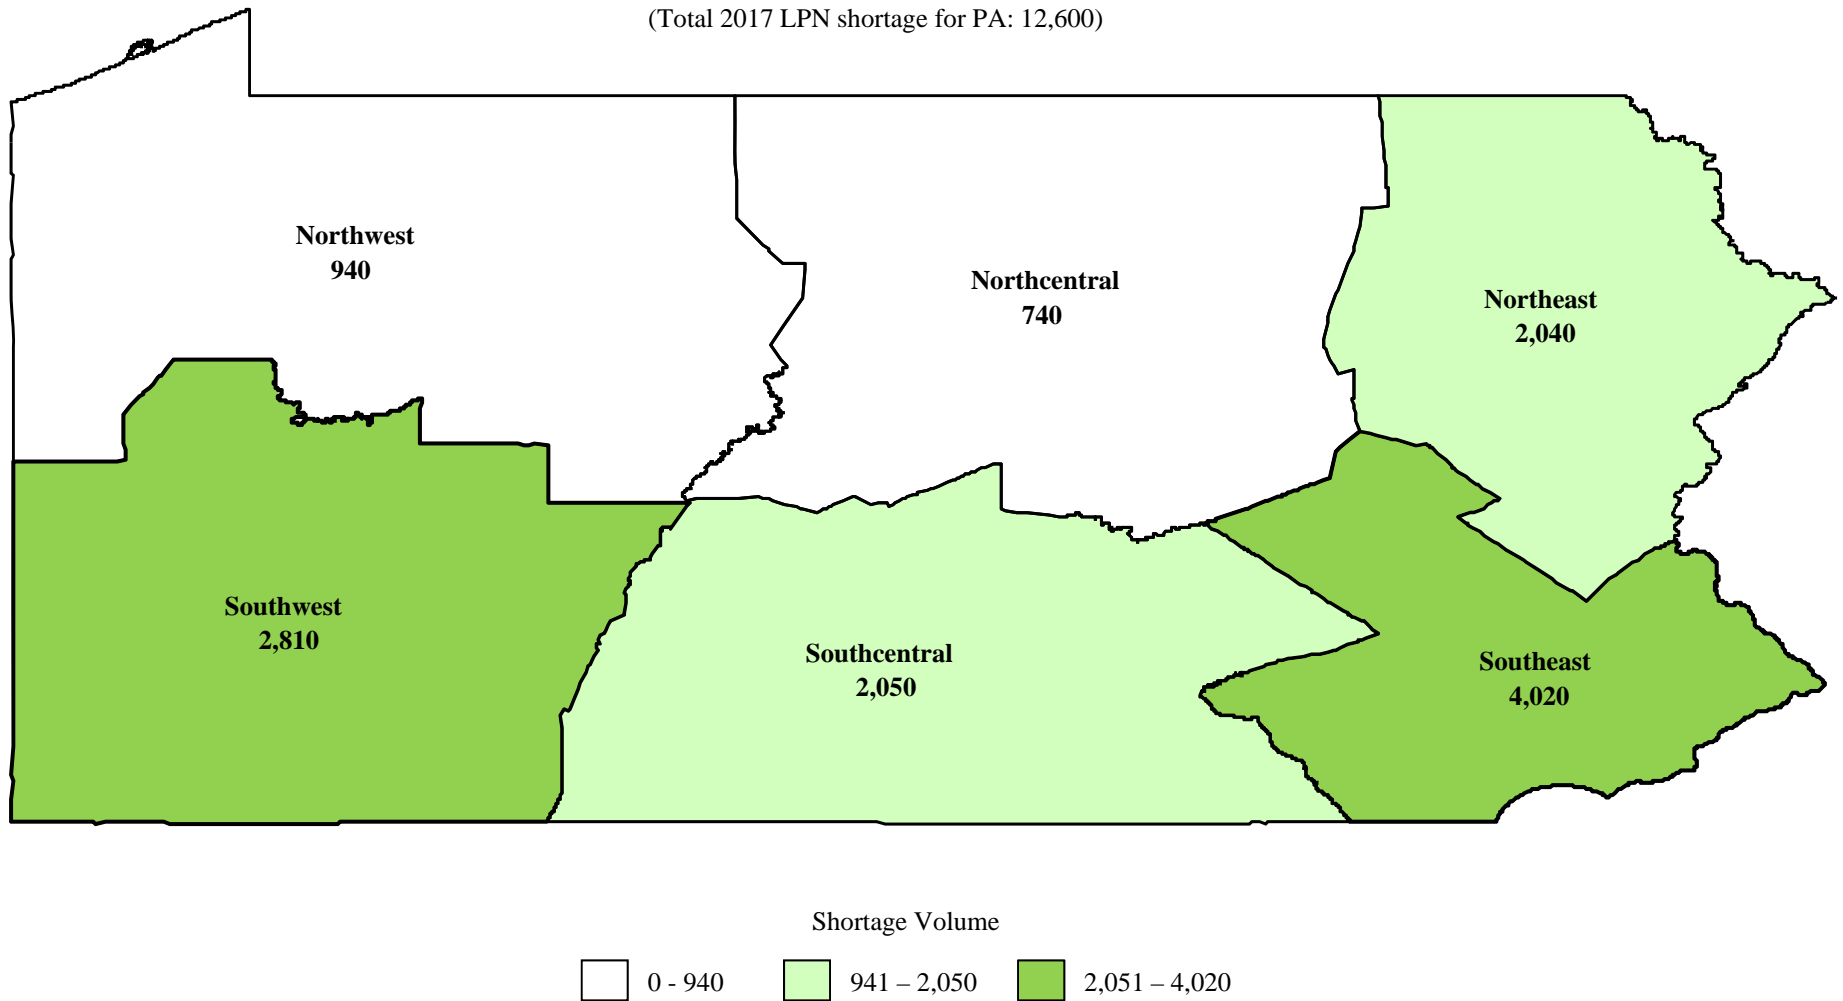 (Total 2017 LPN shortage for PA: 12,600)
Northwest
940
Northcentral
740
Northeast
2,040
Southwest
2,810
Southcentral
2,050
Southeast
4,020
Shortage Volume
0 - 940
941 – 2,050
2,051 – 4,020